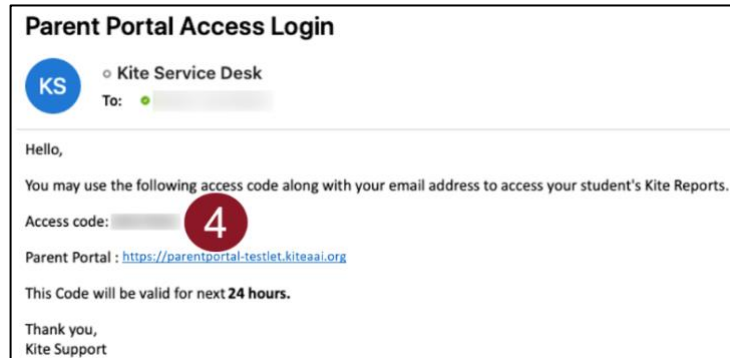 Parent Portal Access Login
KS
Kite Service Desk
To:
Hello,
You may use the following access code along with your email address to access your student's Kite Reports.
Access code:
4
Parent Portal : https://parentportal-testlet.kiteaai.org
This Code will be valid for next 24 hours.
Thank you,
Kite Support